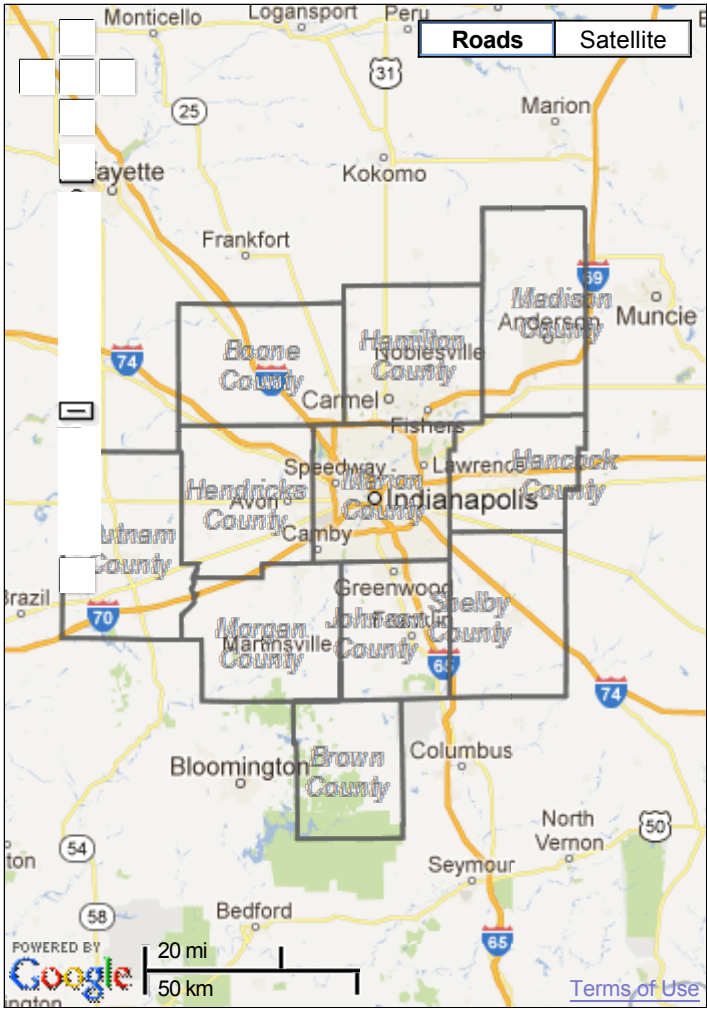 Monticello
Logansport
Peru
Roads
Satellite
31
25
Marion
Kokomo
Frankfort
69
Madison
County
Anderson
Muncie
74
Boone
County
Hamilton
County
Noblesville
Carmel
Fishers
Speedway
Lawrence
Hancock
County
Hendricks
County
Avon
Marion
County
Indianapolis
Camby
County
70
Greenwood
Johnson
County
Shelby
County
Morgan
County
Martinsville
65
74
Bloomington
Brown
County
Columbus
North
Vernon
50
54
Seymour
58
Bedford
65
POWERED BY
Google
20 mi
50 km
Terms of Use